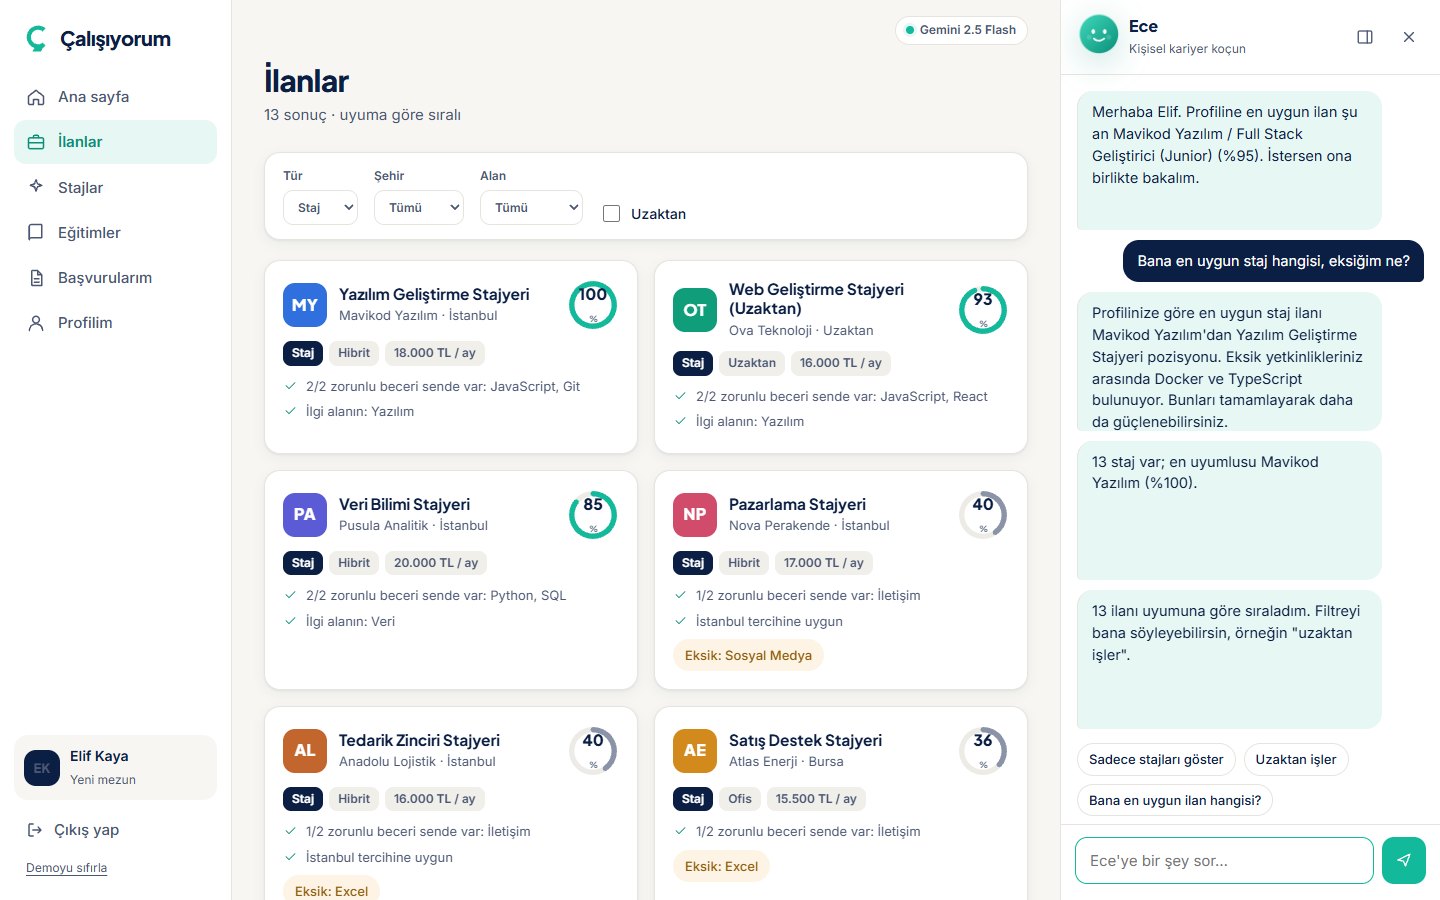 Çalışıyorum
Ana sayfa
İlanlar
Stajlar
Eğitimler
Başvurularım
Profilim
EK
Elif Kaya
Yeni mezun
Çıkış yap
Demoyu sıfırla
Gemini 2.5 Flash
İlanlar
13 sonuç · uyuma göre sıralı
Tür
Şehir
Alan
Staj
Tümü
Tümü
Uzaktan
MY
Yazılım Geliştirme Stajyeri
Mavikod Yazılım · İstanbul
100
%
Staj
Hibrit
18.000 TL / ay
2/2 zorunlu beceri sende var: JavaScript, Git
İlgi alanın: Yazılım
OT
Web Geliştirme Stajyeri
(Uzaktan)
Ova Teknoloji · Uzaktan
93
%
Staj
Uzaktan
16.000 TL / ay
2/2 zorunlu beceri sende var: JavaScript, React
İlgi alanın: Yazılım
PA
Veri Bilimi Stajyeri
Pusula Analitik · İstanbul
85
%
Staj
Hibrit
20.000 TL / ay
2/2 zorunlu beceri sende var: Python, SQL
İlgi alanın: Veri
NP
Pazarlama Stajyeri
Nova Perakende · İstanbul
40
%
Staj
Hibrit
17.000 TL / ay
1/2 zorunlu beceri sende var: İletişim
İstanbul tercihine uygun
Eksik: Sosyal Medya
AL
Tedarik Zinciri Stajyeri
Anadolu Lojistik · İstanbul
40
%
Staj
Hibrit
16.000 TL / ay
1/2 zorunlu beceri sende var: İletişim
İstanbul tercihine uygun
Eksik: Excel
AE
Satış Destek Stajyeri
Atlas Enerji · Bursa
36
%
Staj
Ofis
15.500 TL / ay
1/2 zorunlu beceri sende var: İletişim
Eksik: Excel
Ece
Kişisel kariyer koçun
Merhaba Elif. Profiline en uygun ilan şu
an Mavikod Yazılım / Full Stack
Geliştirici (Junior) (%95). İstersen ona
birlikte bakalım.
Bana en uygun staj hangisi, eksiğim ne?
Profilinize göre en uygun staj ilanı
Mavikod Yazılım'dan Yazılım Geliştirme
Stajyeri pozisyonu. Eksik yetkinlikleriniz
arasında Docker ve TypeScript
bulunuyor. Bunları tamamlayarak daha
da güçlenebilirsiniz.
13 staj var; en uyumlusu Mavikod
Yazılım (%100).
13 ilanı uyumuna göre sıraladım. Filtreyi
bana söyleyebilirsin, örneğin "uzaktan
işler".
Sadece stajları göster
Uzaktan işler
Bana en uygun ilan hangisi?
Ece'ye bir şey sor...